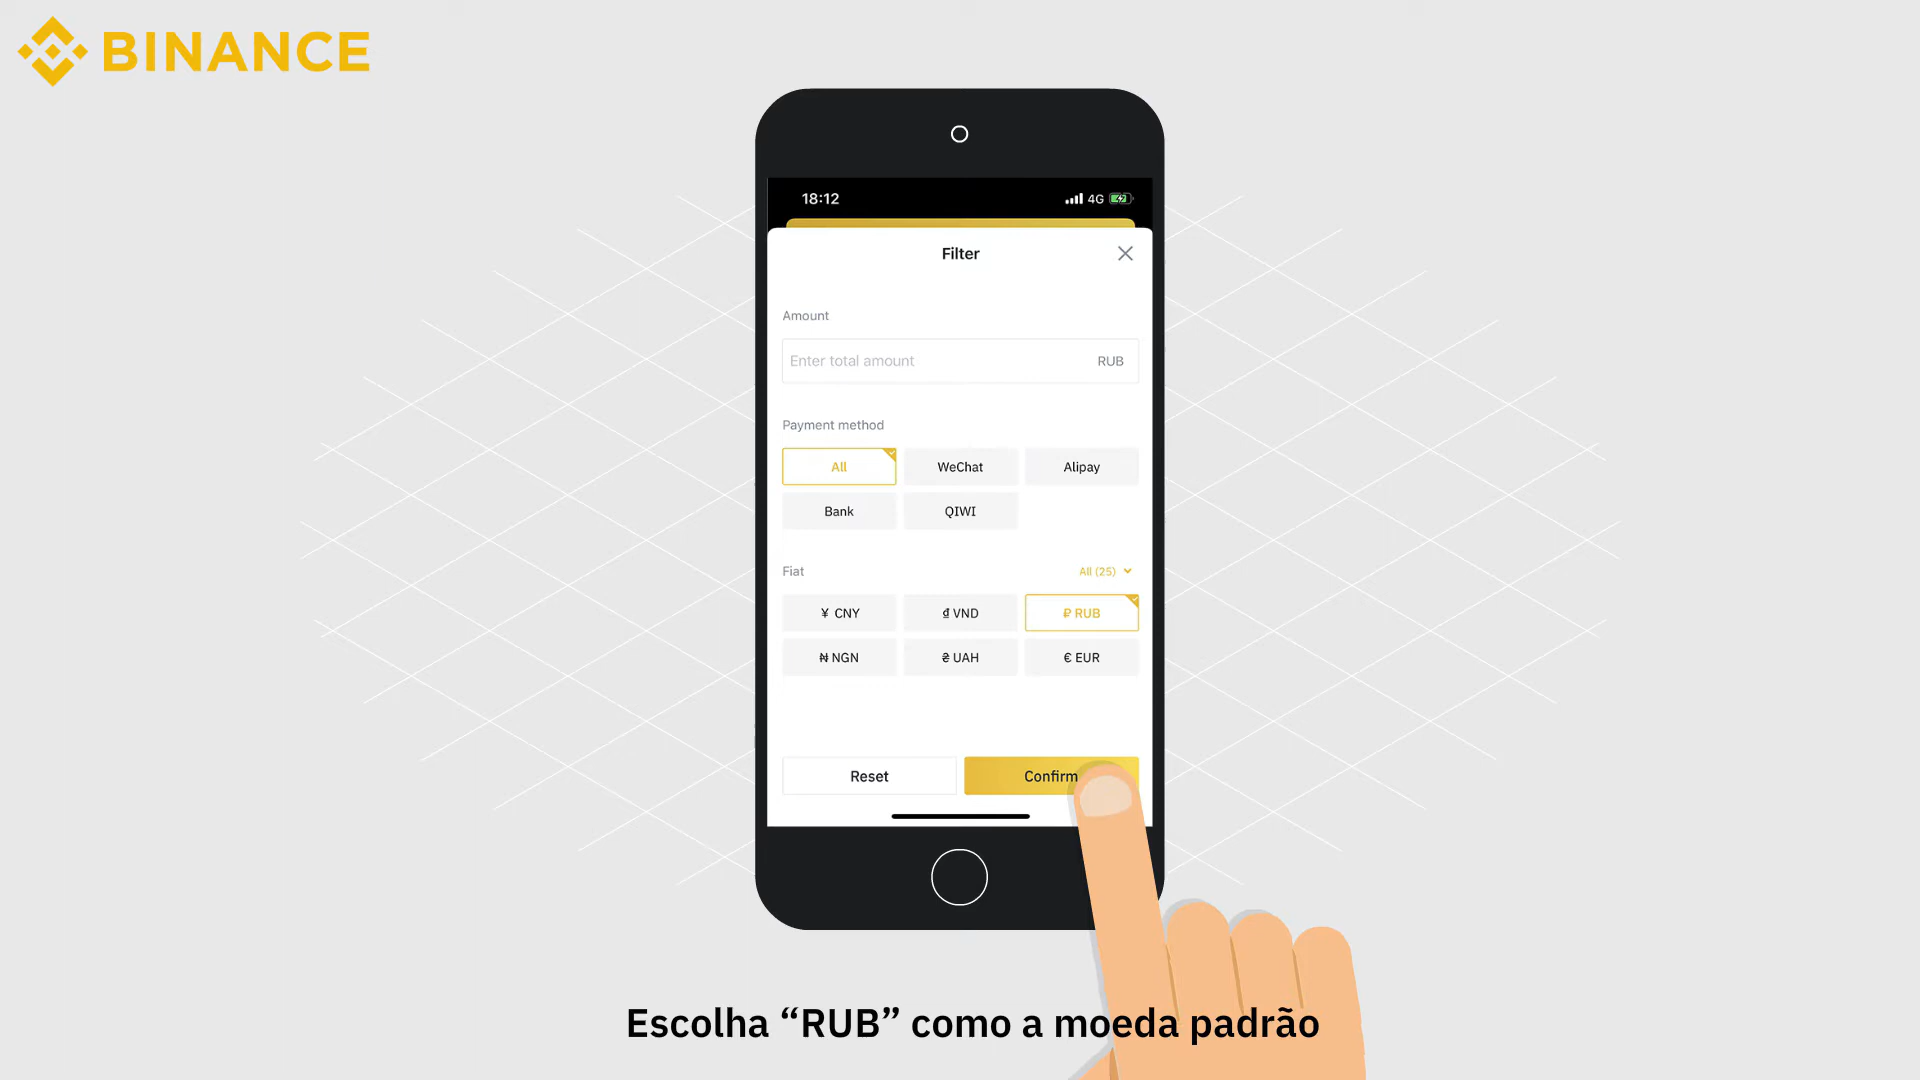 BINANCE
18:12 4G
Filter
Amount
Enter total amount RUB
Payment method
All WeChat Alipay
Bank QIWI
Fiat All (25)
¥ CNY ₫ VND ₽ RUB
₦ NGN ₴ UAH € EUR
Reset Confirm
Escolha “RUB” como a moeda padrão